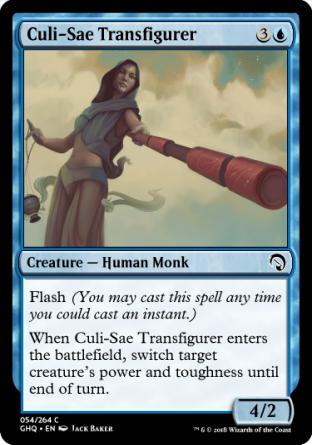 Culi-Sae Transfigurer 3
Creature — Human Monk
Flash (You may cast this spell any time
you could cast an instant.)
When Culi-Sae Transfigurer enters
the battlefield, switch target
creature's power and toughness until
end of turn.
4/2
054/264 C
GHQ • EN Jack Baker
™ & © 2018 Wizards of the Coast